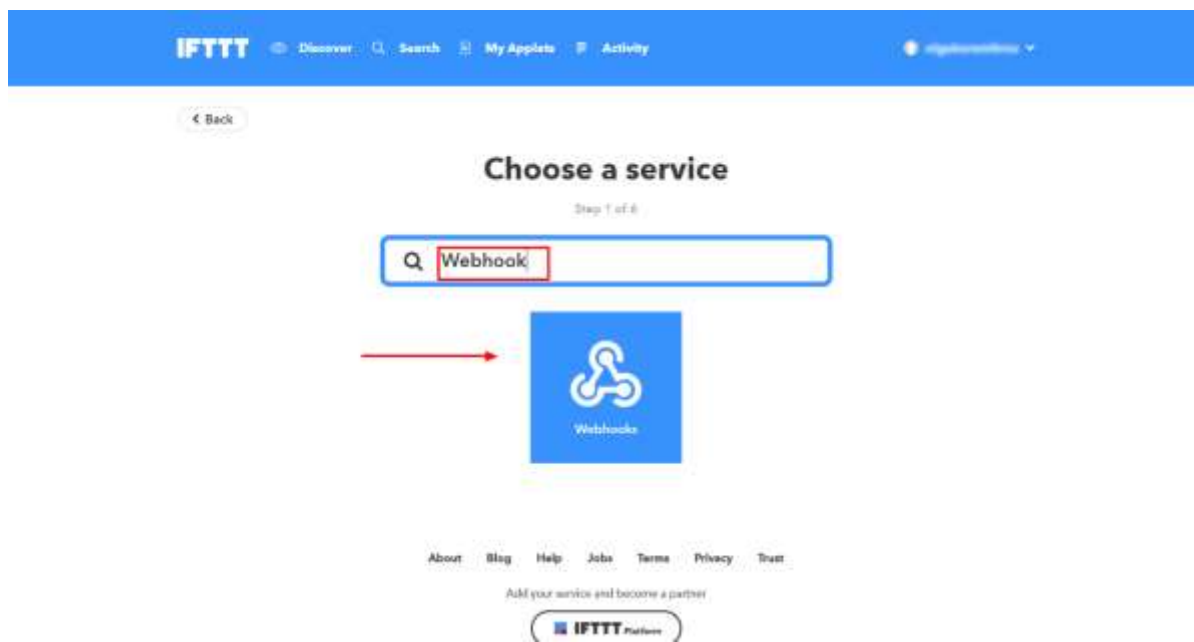 IFTTT Discover Search My Applets Activity
Back
Choose a service
Step 1 of 6
Webhook
Webhooks
About Blog Help Jobs Terms Privacy Trust
Add your service and become a partner
IFTTT Platform